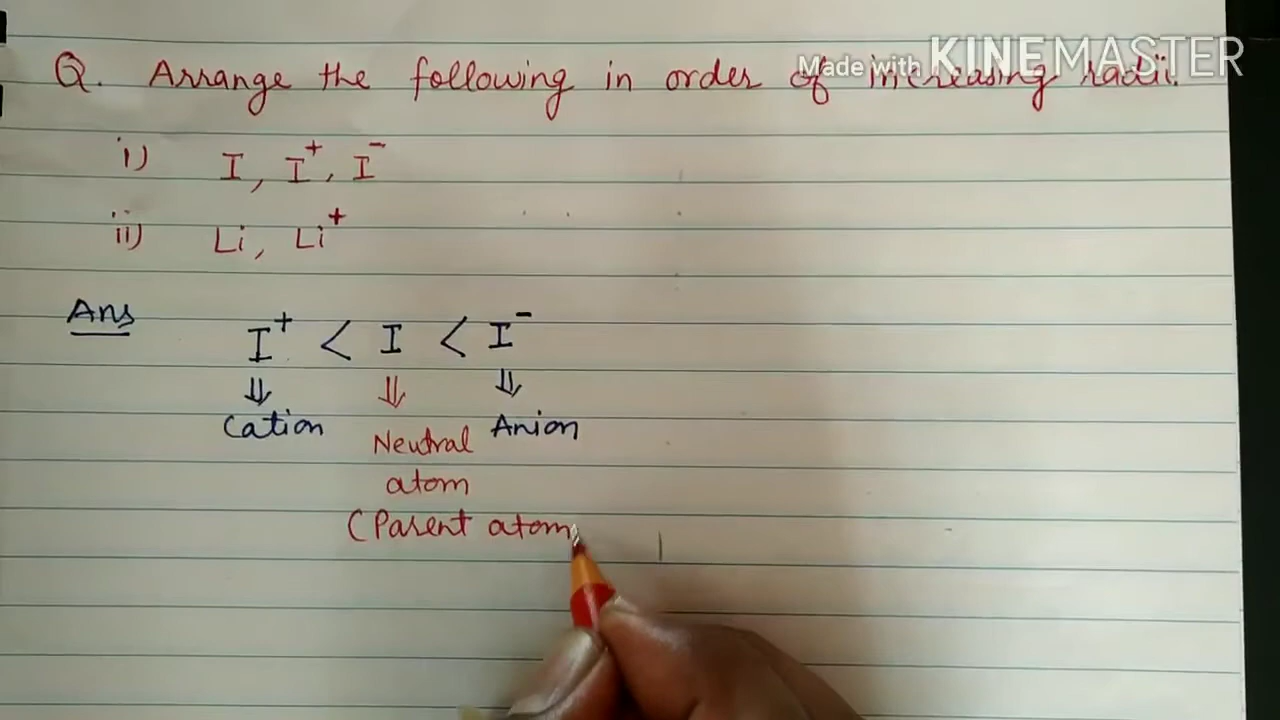 Q. Arrange the following in order of increasing radii.
Made with KINEMASTER
i) I, I⁺, I⁻
ii) Li, Li⁺
Ans I⁺ < I < I⁻
⇓ ⇓ ⇓
Cation Neutral atom (Parent atom Anion